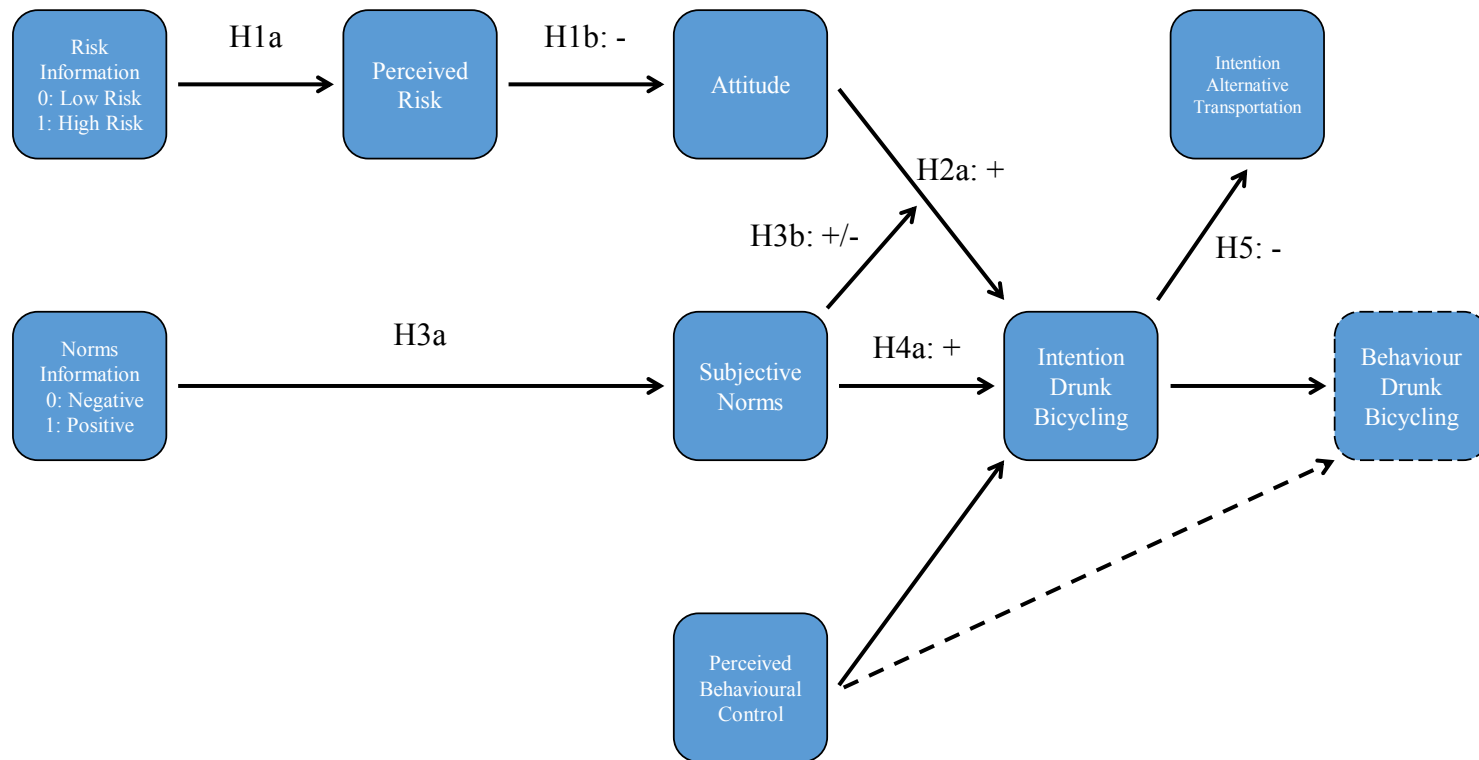 H1a
H1b: -
Risk
Information
0: Low Risk
1: High Risk
Perceived
Risk
Attitude
Intention
Alternative
Transportation
H2a: +
H3b: +/-
H5: -
H3a
H4a: +
Norms
Information
0: Negative
1: Positive
Subjective
Norms
Intention
Drunk
Bicycling
Behaviour
Drunk
Bicycling
Perceived
Behavioural
Control